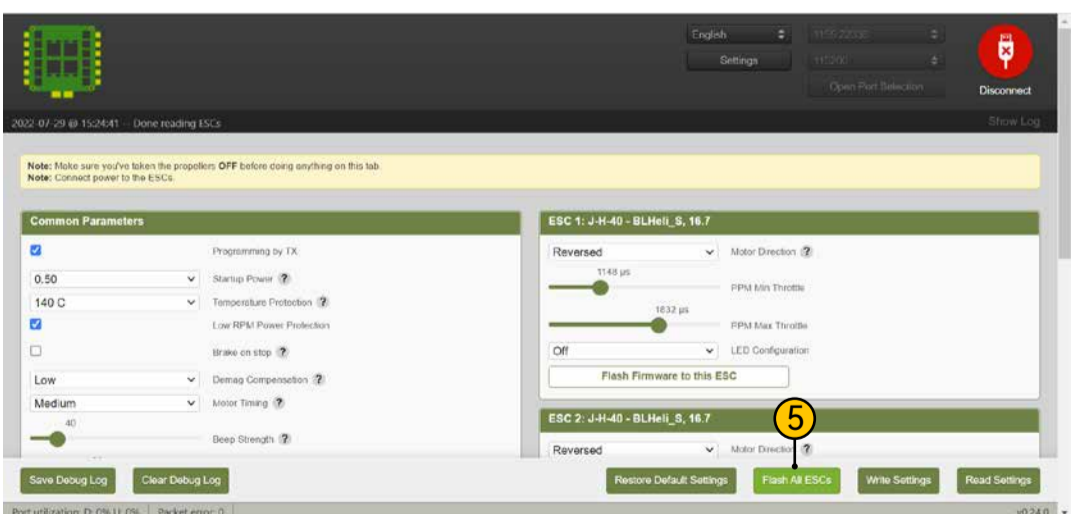 English
Settings
Open Port Selection
Disconnect
2022-07-29 @ 15:24:41 -- Done reading ESCs
Show Log
Note: Make sure you've taken the propellers OFF before doing anything on this tab.
Note: Connect power to the ESCs.
Common Parameters
Programming by TX
0.50
Startup Power ?
140 C
Temperature Protection ?
Low RPM Power Protection
Brake on stop ?
Low
Demag Compensation ?
Medium
Motor Timing ?
40
Beep Strength ?
ESC 1: J-H-40 - BLHeli_S, 16.7
Reversed
Motor Direction ?
1148 µs
PPM Min Throttle
1832 µs
PPM Max Throttle
Off
LED Configuration
Flash Firmware to this ESC
ESC 2: J-H-40 - BLHeli_S, 16.7
5
Reversed
Motor Direction ?
Save Debug Log
Clear Debug Log
Restore Default Settings
Flash All ESCs
Write Settings
Read Settings
Port utilization: D: 0% U: 0%
Packet error: 0
v0.24.0